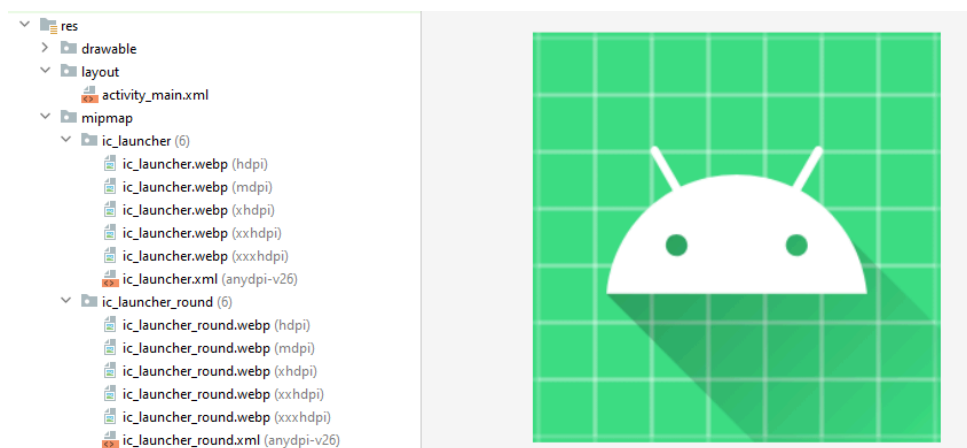 res
drawable
layout
activity_main.xml
mipmap
ic_launcher (6)
ic_launcher.webp (hdpi)
ic_launcher.webp (mdpi)
ic_launcher.webp (xhdpi)
ic_launcher.webp (xxhdpi)
ic_launcher.webp (xxxhdpi)
ic_launcher.xml (anydpi-v26)
ic_launcher_round (6)
ic_launcher_round.webp (hdpi)
ic_launcher_round.webp (mdpi)
ic_launcher_round.webp (xhdpi)
ic_launcher_round.webp (xxhdpi)
ic_launcher_round.webp (xxxhdpi)
ic_launcher_round.xml (anydpi-v26)